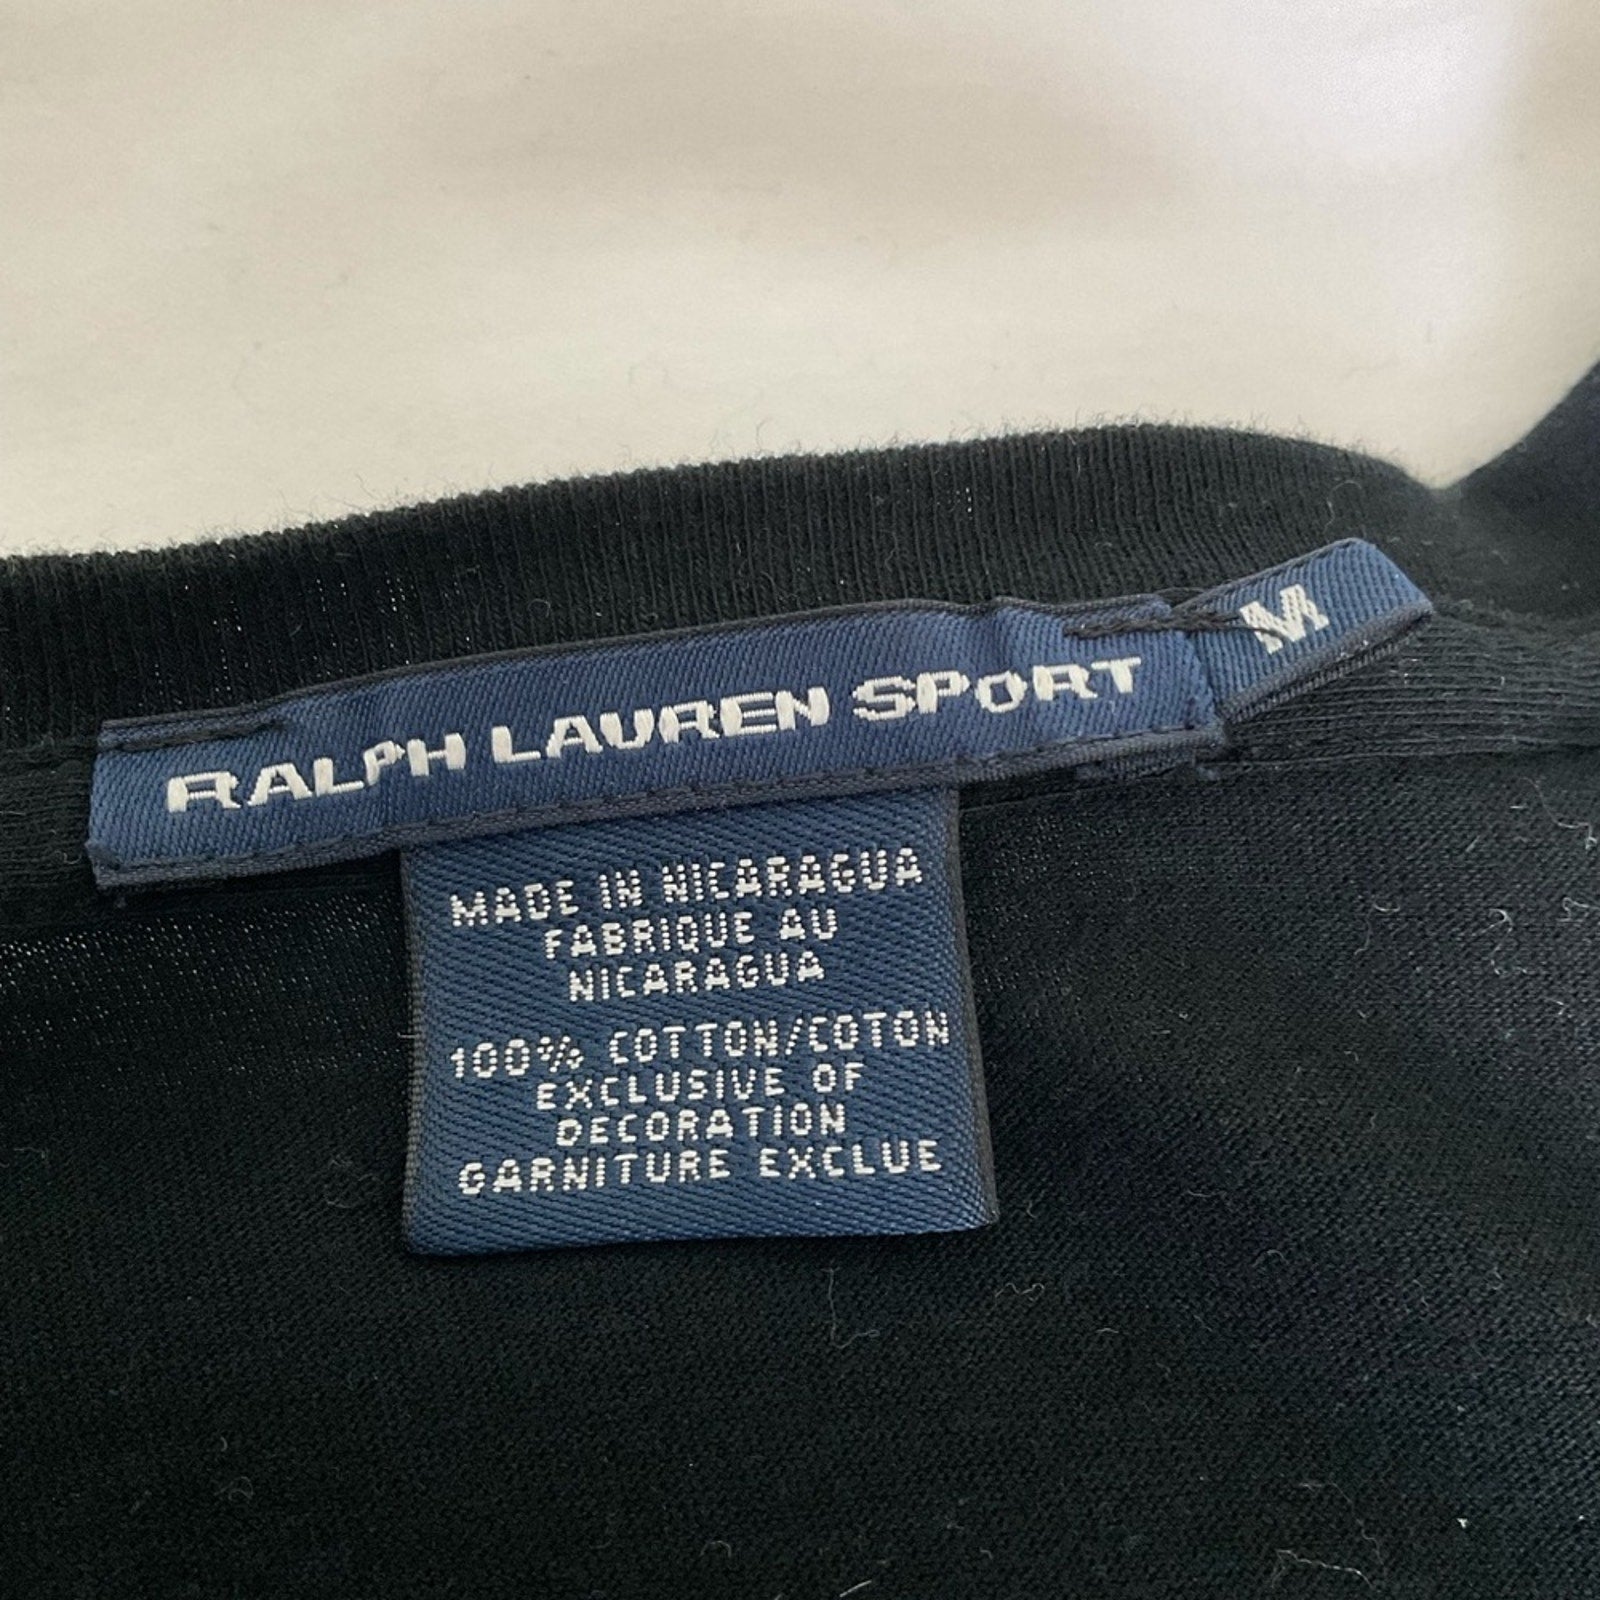 RALPH LAUREN SPORT
M
MADE IN NICARAGUA
FABRIQUE AU
NICARAGUA
100% COTTON/COTON
EXCLUSIVE OF
DECORATION
GARNITURE EXCLUE